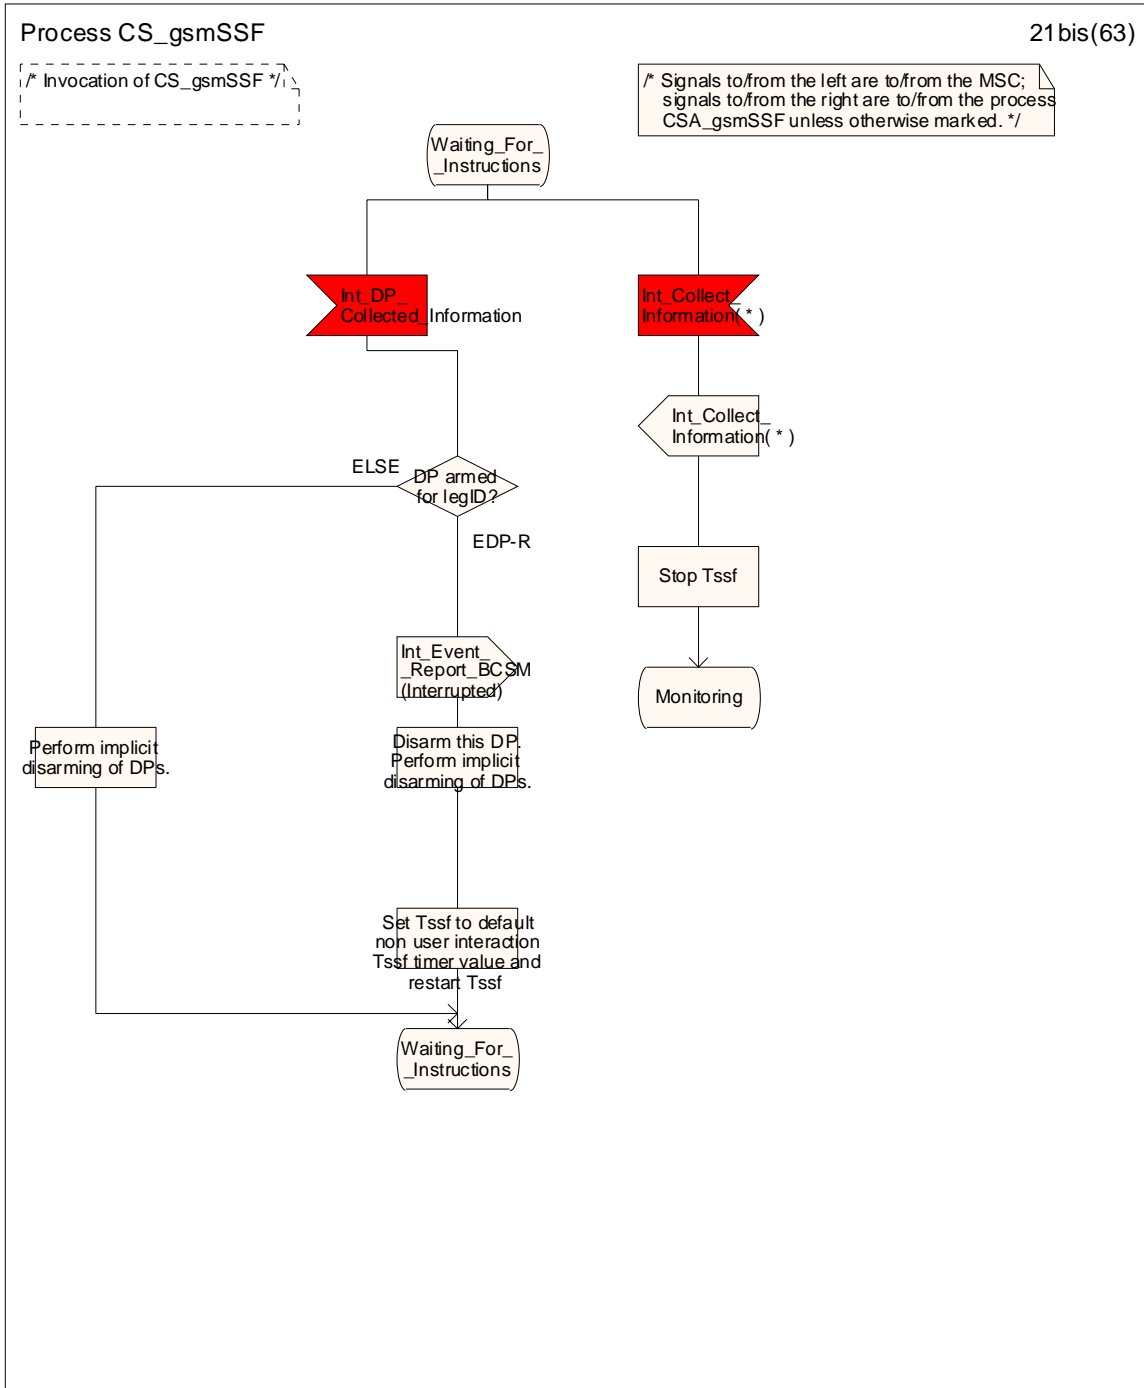 Process CS_gsmSSF
21bis(63)
/* Invocation of CS_gsmSSF */
/* Signals to/from the left are to/from the MSC;
signals to/from the right are to/from the process
CSA_gsmSSF unless otherwise marked. */
Waiting_For_
_Instructions
Int_DP_
Collected_Information
Int_Collect_
Information( * )
Int_Collect_
Information( * )
ELSE
DP armed
for legID?
EDP-R
Stop Tssf
Int_Event_
_Report_BCSM
(Interrupted)
Monitoring
Perform implicit
disarming of DPs.
Disarm this DP.
Perform implicit
disarming of DPs.
Set Tssf to default
non user interaction
Tssf timer value and
restart Tssf
Waiting_For_
_Instructions